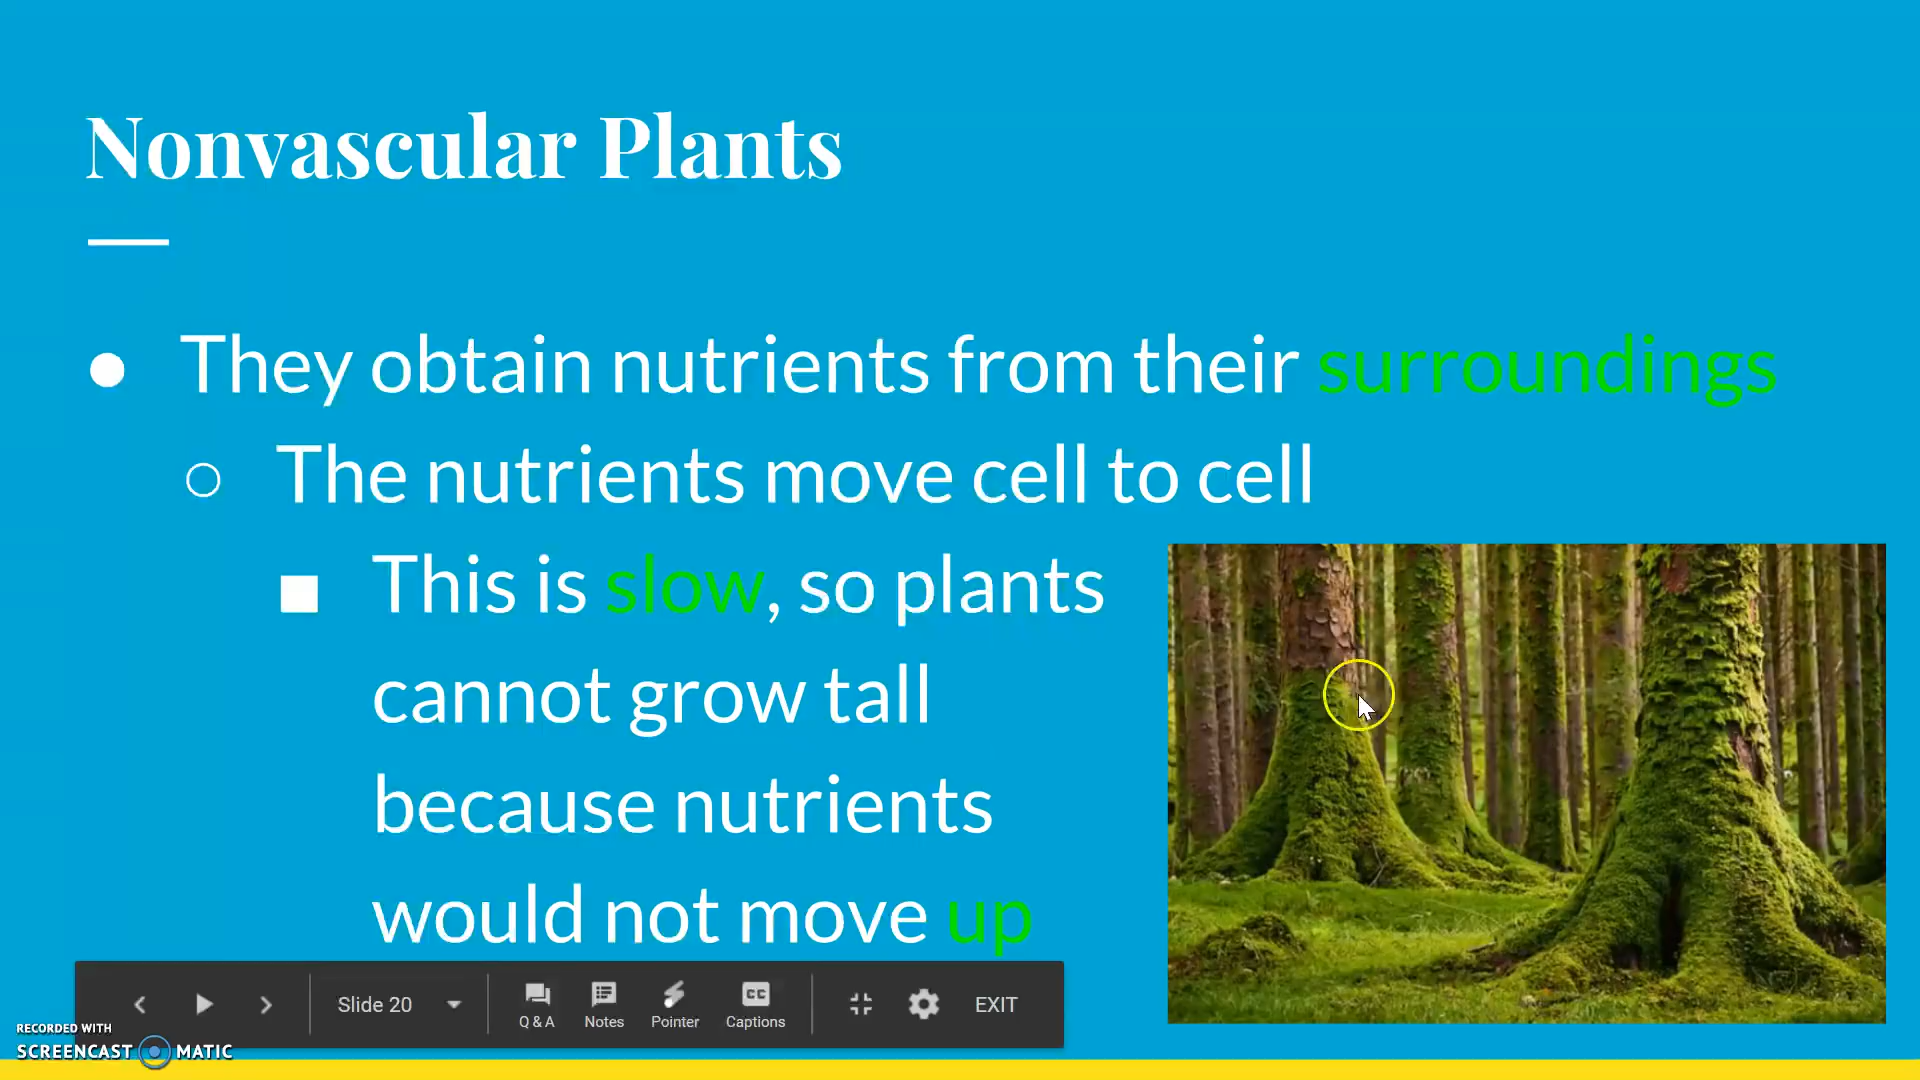 Nonvascular Plants
● They obtain nutrients from their surroundings
○ The nutrients move cell to cell
■ This is slow, so plants
cannot grow tall
because nutrients
would not move up
Slide 20
Q & A
Notes
Pointer
CC
Captions
EXIT
RECORDED WITH
SCREENCAST MATIC